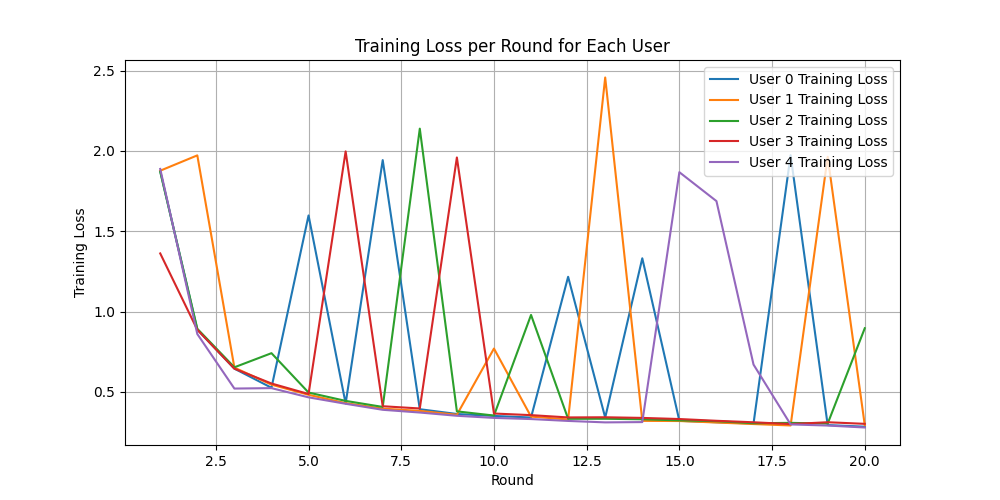 Training Loss per Round for Each User
Training Loss
2.5
2.0
1.5
1.0
0.5
User 0 Training Loss
User 1 Training Loss
User 2 Training Loss
User 3 Training Loss
User 4 Training Loss
2.5 5.0 7.5 10.0 12.5 15.0 17.5 20.0
Round